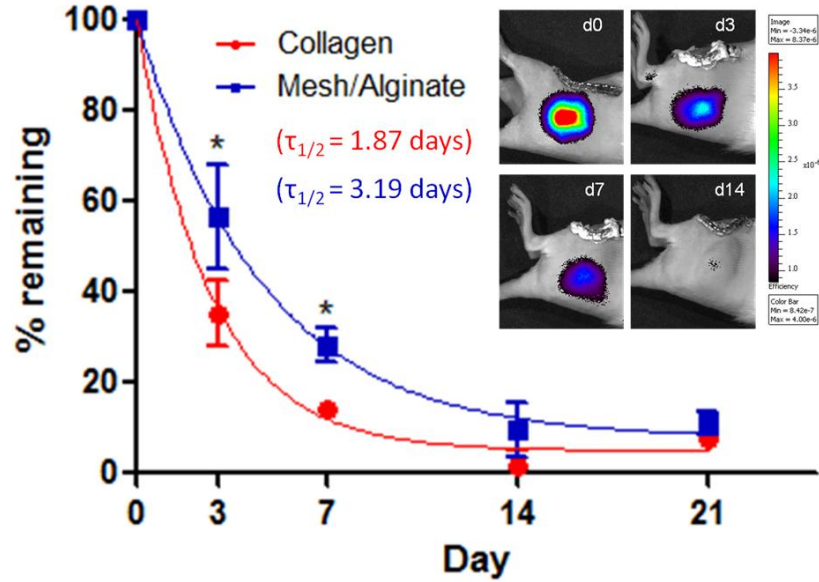 100
80
60
40
20
0
% remaining
Collagen
Mesh/Alginate
(τ1/2 = 1.87 days)
(τ1/2 = 3.19 days)
*
*
0
3
7
14
21
Day
d0
d3
d7
d14
Image
Min = -3.34e-6
Max = 8.37e-6
3.5
3.0
2.5
2.0
1.5
1.0
Efficiency
Color Bar
Min = 8.42e-7
Max = 4.00e-6